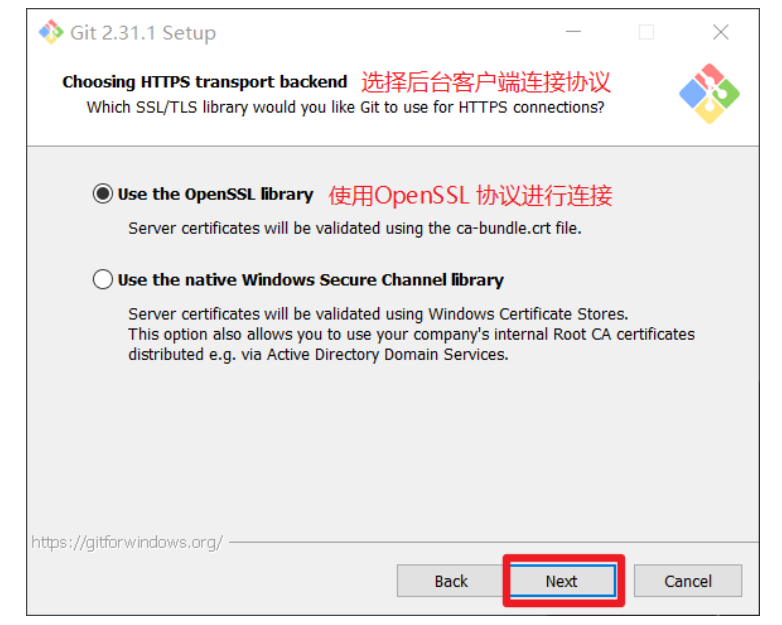 Git 2.31.1 Setup
Choosing HTTPS transport backend 选择后台客户端连接协议
Which SSL/TLS library would you like Git to use for HTTPS connections?
Use the OpenSSL library 使用OpenSSL 协议进行连接
Server certificates will be validated using the ca-bundle.crt file.
Use the native Windows Secure Channel library
Server certificates will be validated using Windows Certificate Stores.
This option also allows you to use your company's internal Root CA certificates
distributed e.g. via Active Directory Domain Services.
https://gitforwindows.org/
Back Next Cancel